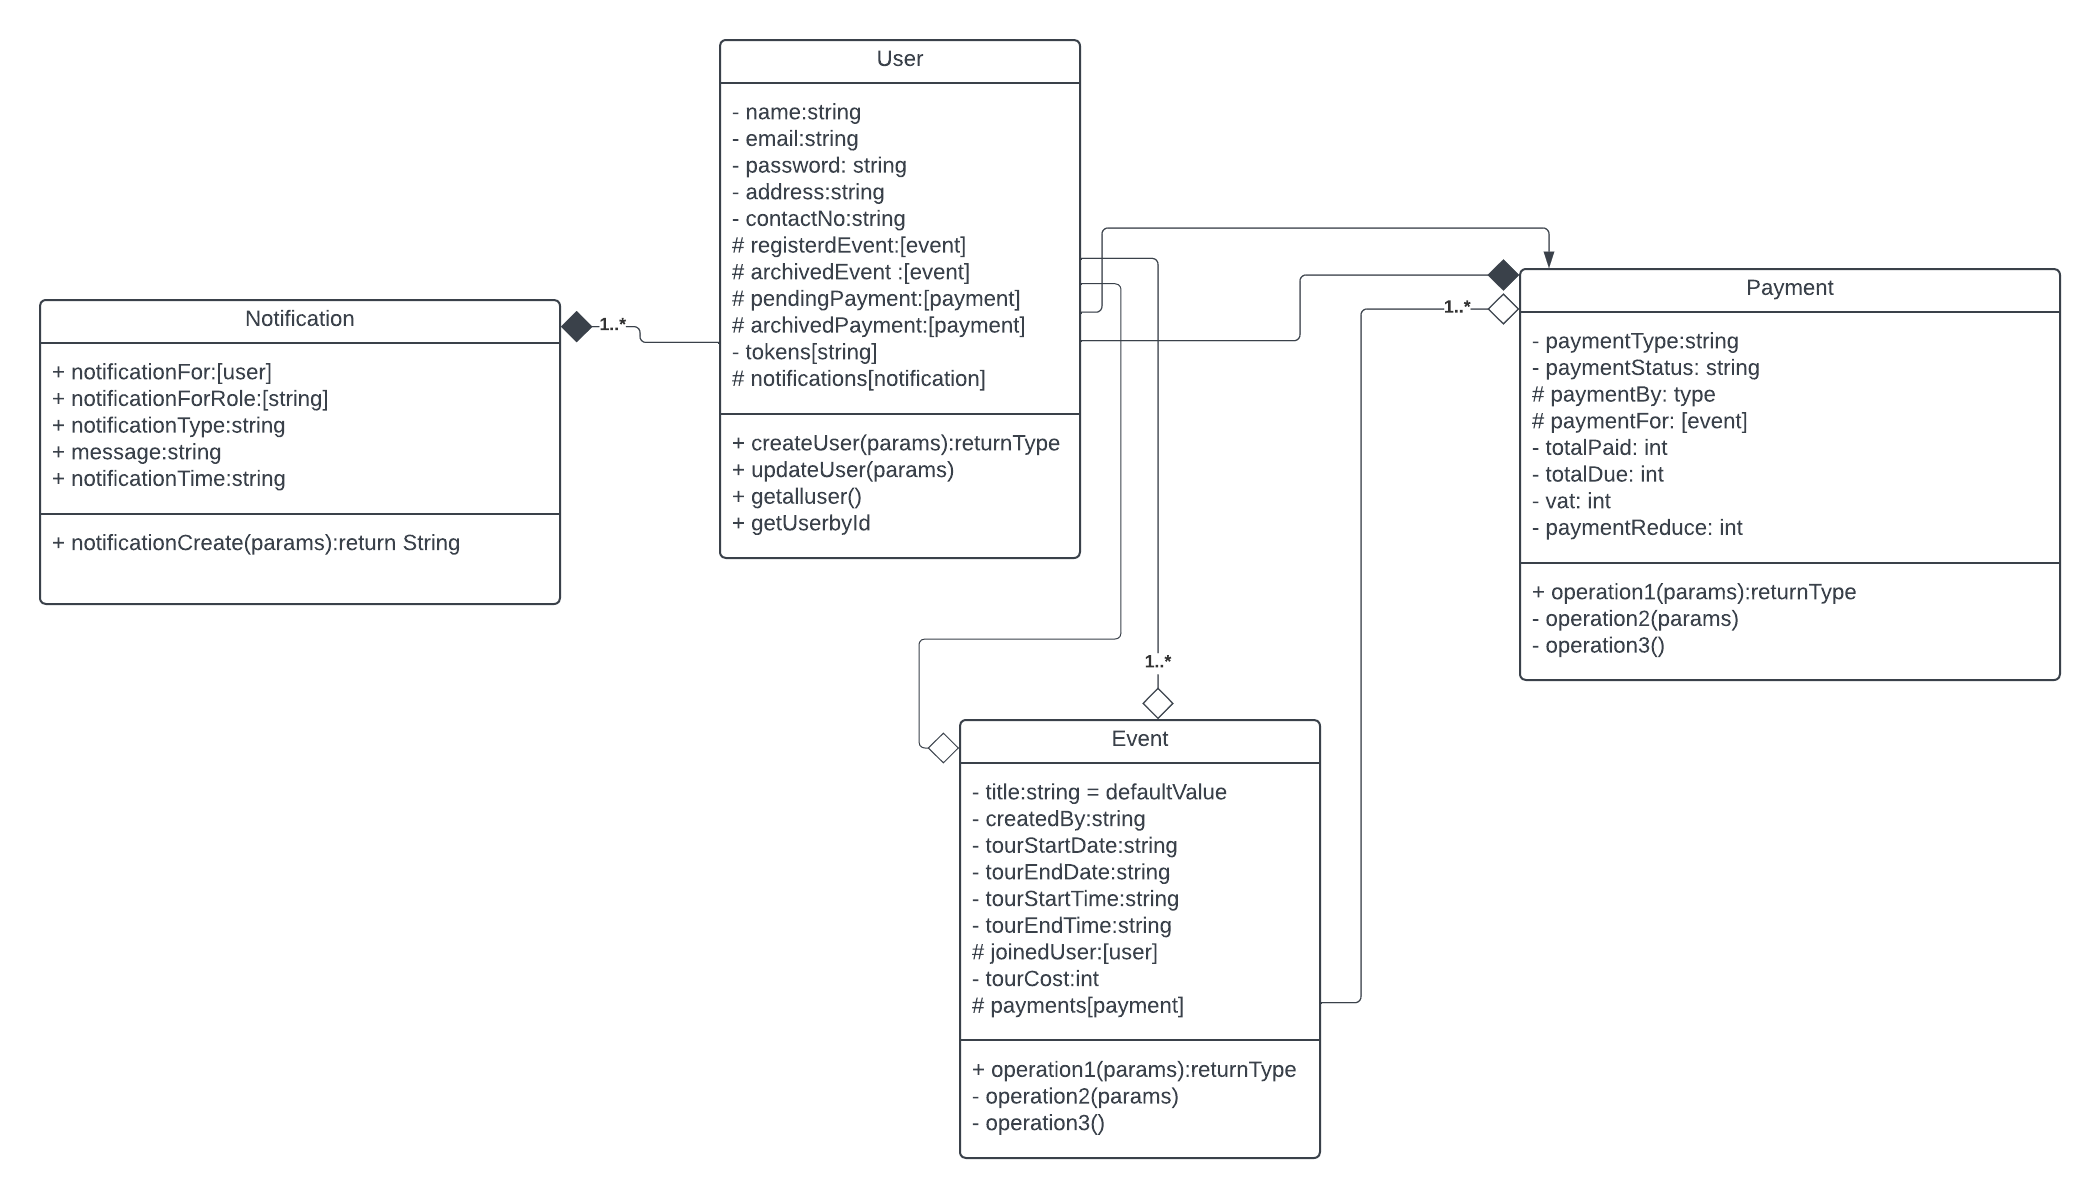 User
- name:string
- email:string
- password: string
- address:string
- contactNo:string
# registerdEvent:[event]
# archivedEvent :[event]
# pendingPayment:[payment]
# archivedPayment:[payment]
- tokens[string]
# notifications[notification]
+ createUser(params):returnType
+ updateUser(params)
+ getalluser()
+ getUserbyId
Notification
+ notificationFor:[user]
+ notificationForRole:[string]
+ notificationType:string
+ message:string
+ notificationTime:string
+ notificationCreate(params):return String
1..*
Payment
- paymentType:string
- paymentStatus: string
# paymentBy: type
# paymentFor: [event]
- totalPaid: int
- totalDue: int
- vat: int
- paymentReduce: int
+ operation1(params):returnType
- operation2(params)
- operation3()
1..*
1..*
Event
- title:string = defaultValue
- createdBy:string
- tourStartDate:string
- tourEndDate:string
- tourStartTime:string
- tourEndTime:string
# joinedUser:[user]
- tourCost:int
# payments[payment]
+ operation1(params):returnType
- operation2(params)
- operation3()